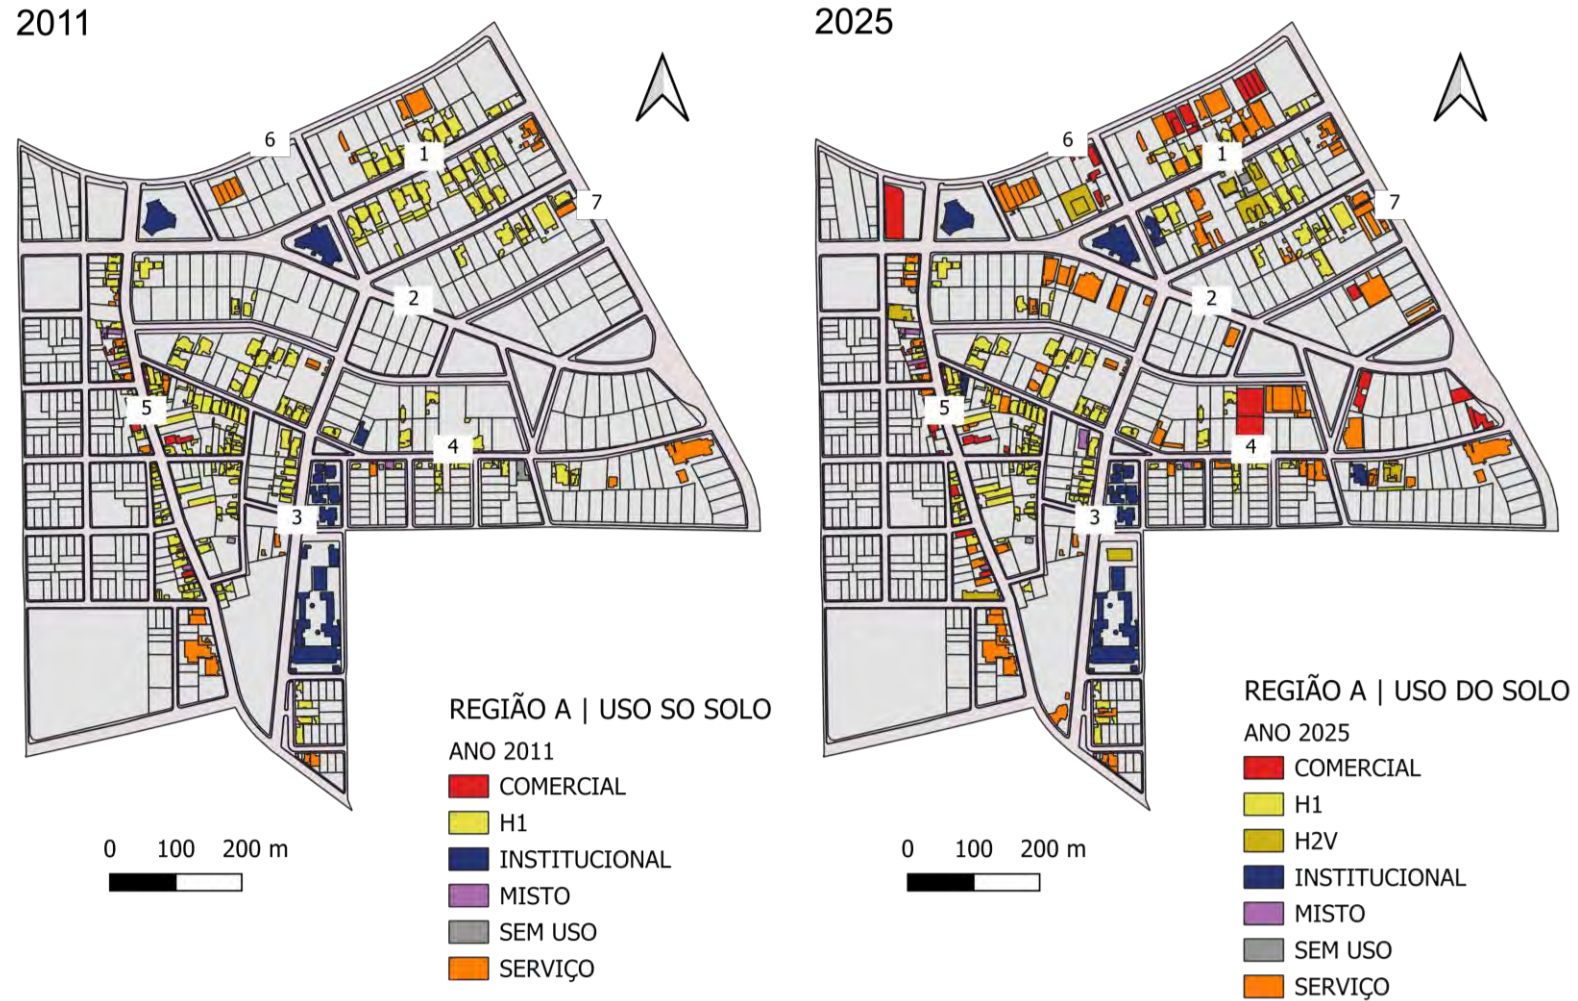 2011
6
1
7
2
5
4
3
REGIÃO A | USO SO SOLO
ANO 2011
COMERCIAL
H1
INSTITUCIONAL
MISTO
SEM USO
SERVIÇO
0 100 200 m
2025
6
1
7
2
5
4
3
REGIÃO A | USO DO SOLO
ANO 2025
COMERCIAL
H1
H2V
INSTITUCIONAL
MISTO
SEM USO
SERVIÇO
0 100 200 m